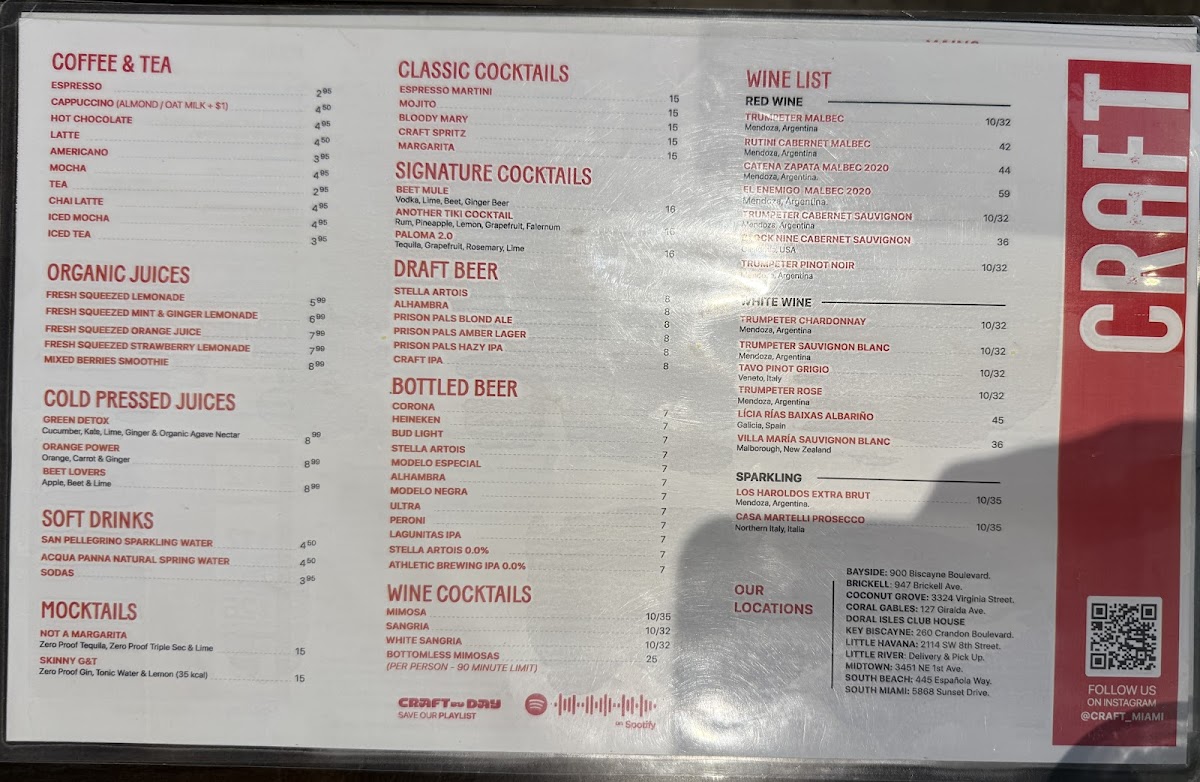 COFFEE & TEA
ESPRESSO 2.95
CAPPUCCINO (ALMOND / OAT MILK + $1) 4.50
HOT CHOCOLATE 4.95
LATTE 4.50
AMERICANO 3.95
MOCHA 4.95
TEA 2.95
CHAI LATTE 4.95
ICED MOCHA 4.95
ICED TEA 3.95
ORGANIC JUICES
FRESH SQUEEZED LEMONADE 5.99
FRESH SQUEEZED MINT & GINGER LEMONADE 6.99
FRESH SQUEEZED ORANGE JUICE 7.99
FRESH SQUEEZED STRAWBERRY LEMONADE 7.99
MIXED BERRIES SMOOTHIE 8.99
COLD PRESSED JUICES
GREEN DETOX
Cucumber, Kale, Lime, Ginger & Organic Agave Nectar 8.99
ORANGE POWER
Orange, Carrot & Ginger 8.99
BEET LOVERS
Apple, Beet & Lime 8.99
SOFT DRINKS
SAN PELLEGRINO SPARKLING WATER 4.50
ACQUA PANNA NATURAL SPRING WATER 4.50
SODAS 3.95
MOCKTAILS
NOT A MARGARITA
Zero Proof Tequila, Zero Proof Triple Sec & Lime 15
SKINNY G&T
Zero Proof Gin, Tonic Water & Lemon (35 kcal) 15
CLASSIC COCKTAILS
ESPRESSO MARTINI 15
MOJITO 15
BLOODY MARY 15
CRAFT SPRITZ 15
MARGARITA 15
SIGNATURE COCKTAILS
BEET MULE 16
Vodka, Lime, Beet, Ginger Beer
ANOTHER TIKI COCKTAIL 16
Rum, Pineapple, Lemon, Grapefruit, Falernum
PALOMA 2.0 16
Tequila, Grapefruit, Rosemary, Lime
DRAFT BEER
STELLA ARTOIS 8
ALHAMBRA 8
PRISON PALS BLOND ALE 8
PRISON PALS AMBER LAGER 8
PRISON PALS HAZY IPA 8
CRAFT IPA 8
BOTTLED BEER
CORONA 7
HEINEKEN 7
BUD LIGHT 7
STELLA ARTOIS 7
MODELO ESPECIAL 7
ALHAMBRA 7
MODELO NEGRA 7
ULTRA 7
PERONI 7
LAGUNITAS IPA 7
STELLA ARTOIS 0.0% 7
ATHLETIC BREWING IPA 0.0% 7
WINE COCKTAILS
MIMOSA 10/35
SANGRIA 10/32
WHITE SANGRIA 10/32
BOTTOMLESS MIMOSAS 25
(PER PERSON - 90 MINUTE LIMIT)
CRAFT BY DAY
SAVE OUR PLAYLIST
on Spotify
WINE LIST
RED WINE
TRUMPETER MALBEC 10/32
Mendoza, Argentina
RUTINI CABERNET MALBEC 42
Mendoza, Argentina
CATENA ZAPATA MALBEC 2020 44
Mendoza, Argentina.
EL ENEMIGO MALBEC 2020 59
Mendoza, Argentina.
TRUMPETER CABERNET SAUVIGNON 10/32
Mendoza, Argentina
NINE CABERNET SAUVIGNON 36
USA
TRUMPETER PINOT NOIR 10/32
Mendoza, Argentina
WHITE WINE
TRUMPETER CHARDONNAY 10/32
Mendoza, Argentina
TRUMPETER SAUVIGNON BLANC 10/32
Mendoza, Argentina
TAVO PINOT GRIGIO 10/32
Veneto, Italy
TRUMPETER ROSE 10/32
Mendoza, Argentina
LÍCIA RÍAS BAIXAS ALBARIÑO 45
Galicia, Spain
VILLA MARÍA SAUVIGNON BLANC 36
Malborough, New Zealand
SPARKLING
LOS HAROLDOS EXTRA BRUT 10/35
Mendoza, Argentina.
CASA MARTELLI PROSECCO 10/35
Northern Italy, Italia
OUR LOCATIONS
BAYSIDE: 900 Biscayne Boulevard.
BRICKELL: 947 Brickell Ave.
COCONUT GROVE: 3324 Virginia Street.
CORAL GABLES: 127 Giralda Ave.
DORAL ISLES CLUB HOUSE
KEY BISCAYNE: 260 Crandon Boulevard.
LITTLE HAVANA: 2114 SW 8th Street.
LITTLE RIVER: Delivery & Pick Up.
MIDTOWN: 3451 NE 1st Ave.
SOUTH BEACH: 445 Española Way.
SOUTH MIAMI: 5868 Sunset Drive.
CRAFT
FOLLOW US
ON INSTAGRAM
@CRAFT_MIAMI